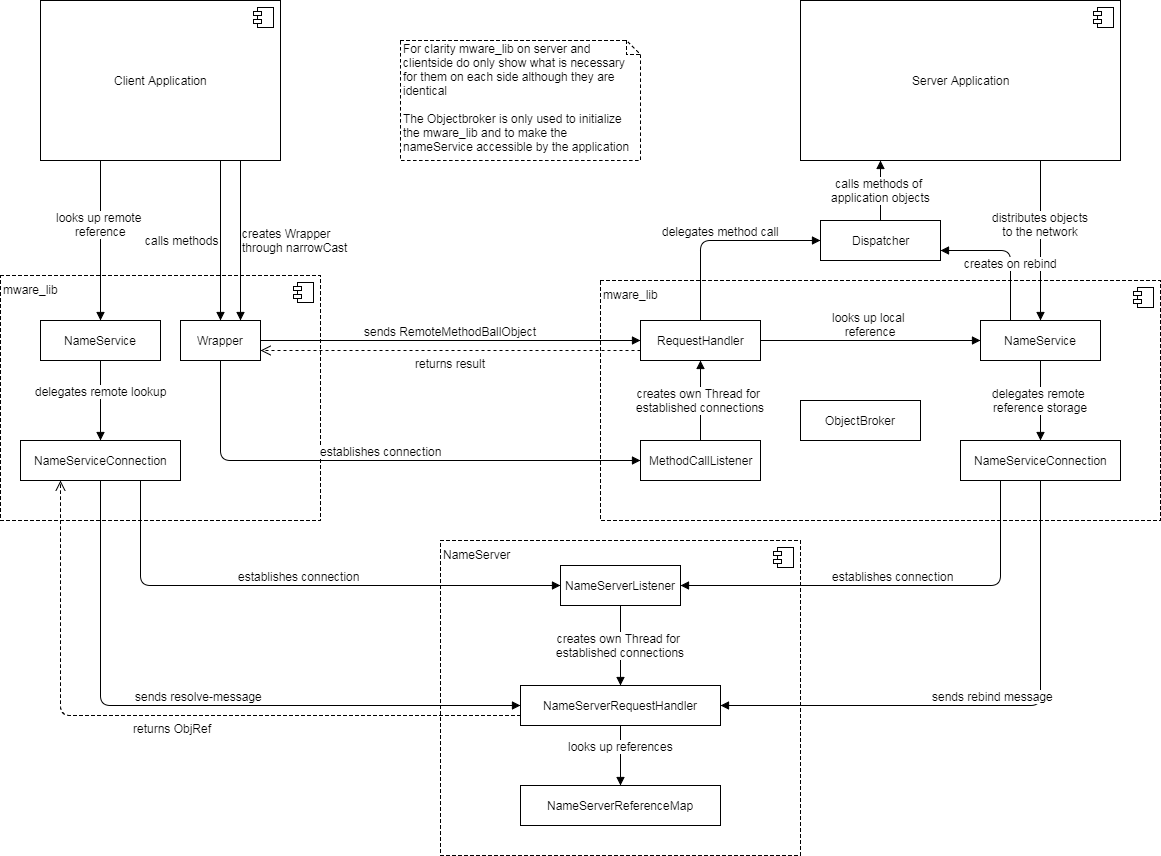 Client Application
For clarity mware_lib on server and
clientside do only show what is necessary
for them on each side although they are
identical
The Objectbroker is only used to initialize
the mware_lib and to make the
nameService accessible by the application
Server Application
looks up remote
reference
calls methods
creates Wrapper
through narrowCast
calls methods of
application objects
distributes objects
to the network
delegates method call
Dispatcher
creates on rebind
mware_lib
mware_lib
NameService
Wrapper
sends RemoteMethodBallObject
returns result
RequestHandler
looks up local
reference
NameService
delegates remote lookup
creates own Thread for
established connections
delegates remote
reference storage
ObjectBroker
NameServiceConnection
establishes connection
MethodCallListener
NameServiceConnection
NameServer
establishes connection
NameServerListener
establishes connection
creates own Thread for
established connections
sends resolve-message
NameServerRequestHandler
sends rebind message
returns ObjRef
looks up references
NameServerReferenceMap